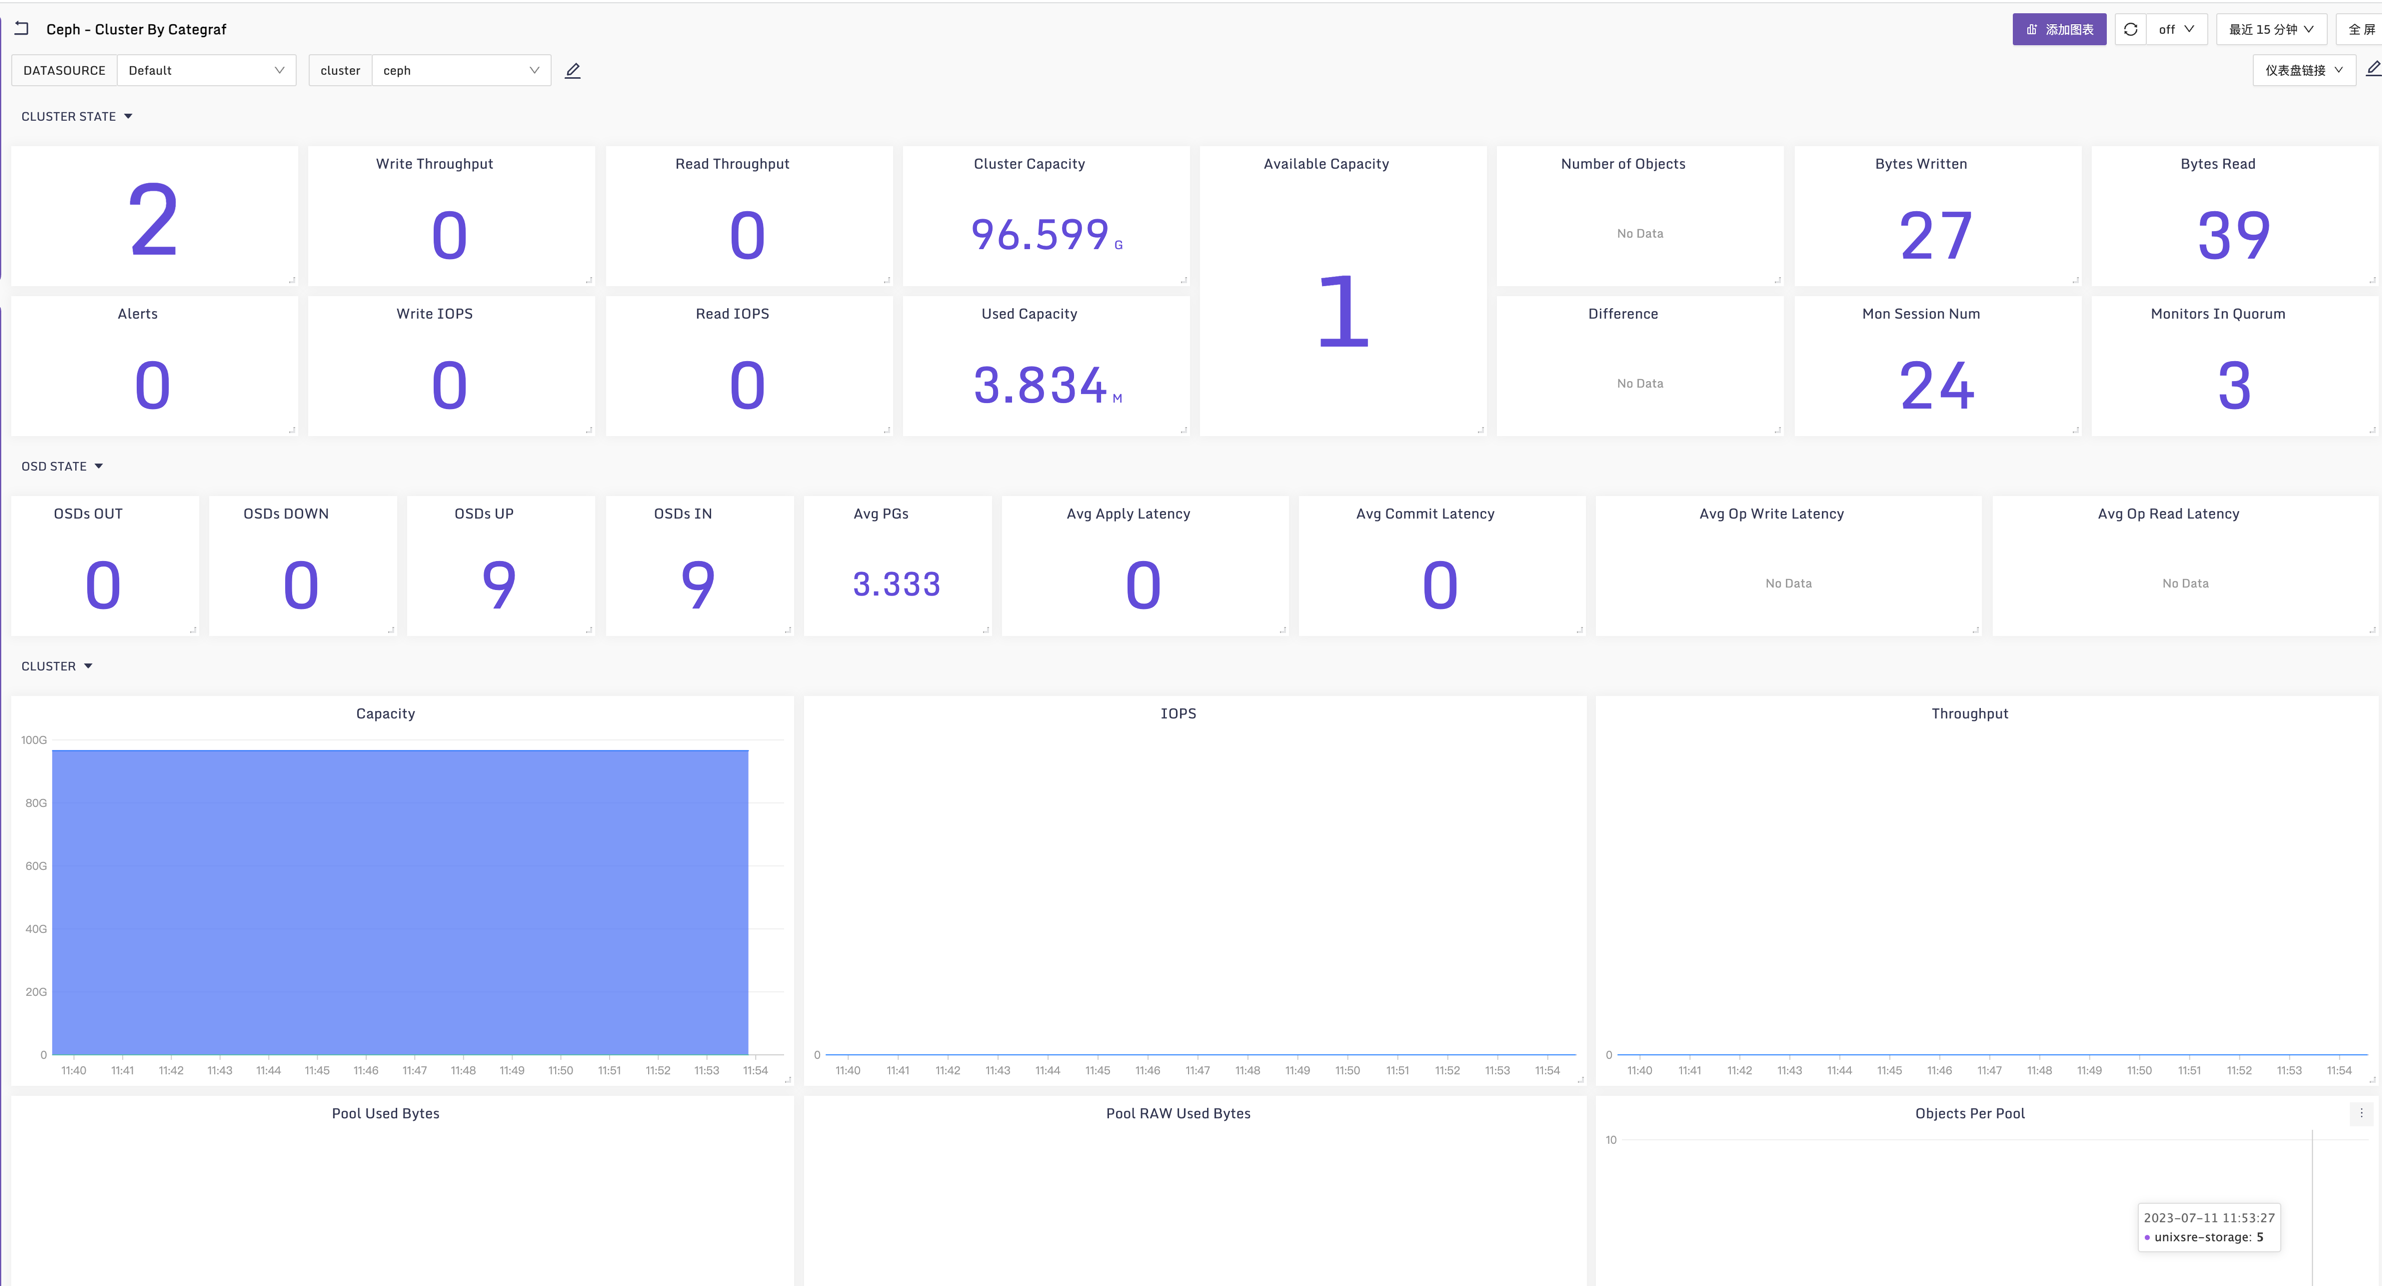 Ceph - Cluster By Categraf
添加图表
off
最近 15 分钟
全 屏
DATASOURCE Default
cluster ceph
仪表盘链接
CLUSTER STATE
2
Write Throughput
0
Read Throughput
0
Cluster Capacity
96.599 G
Available Capacity
1
Number of Objects
No Data
Bytes Written
27
Bytes Read
39
Alerts
0
Write IOPS
0
Read IOPS
0
Used Capacity
3.834 M
Difference
No Data
Mon Session Num
24
Monitors In Quorum
3
OSD STATE
OSDs OUT
0
OSDs DOWN
0
OSDs UP
9
OSDs IN
9
Avg PGs
3.333
Avg Apply Latency
0
Avg Commit Latency
0
Avg Op Write Latency
No Data
Avg Op Read Latency
No Data
CLUSTER
Capacity
100G
80G
60G
40G
20G
0
11:40 11:41 11:42 11:43 11:44 11:45 11:46 11:47 11:48 11:49 11:50 11:51 11:52 11:53 11:54
IOPS
0
11:40 11:41 11:42 11:43 11:44 11:45 11:46 11:47 11:48 11:49 11:50 11:51 11:52 11:53 11:54
Throughput
0
11:40 11:41 11:42 11:43 11:44 11:45 11:46 11:47 11:48 11:49 11:50 11:51 11:52 11:53 11:54
Pool Used Bytes
Pool RAW Used Bytes
Objects Per Pool
10
2023-07-11 11:53:27
unixsre-storage: 5